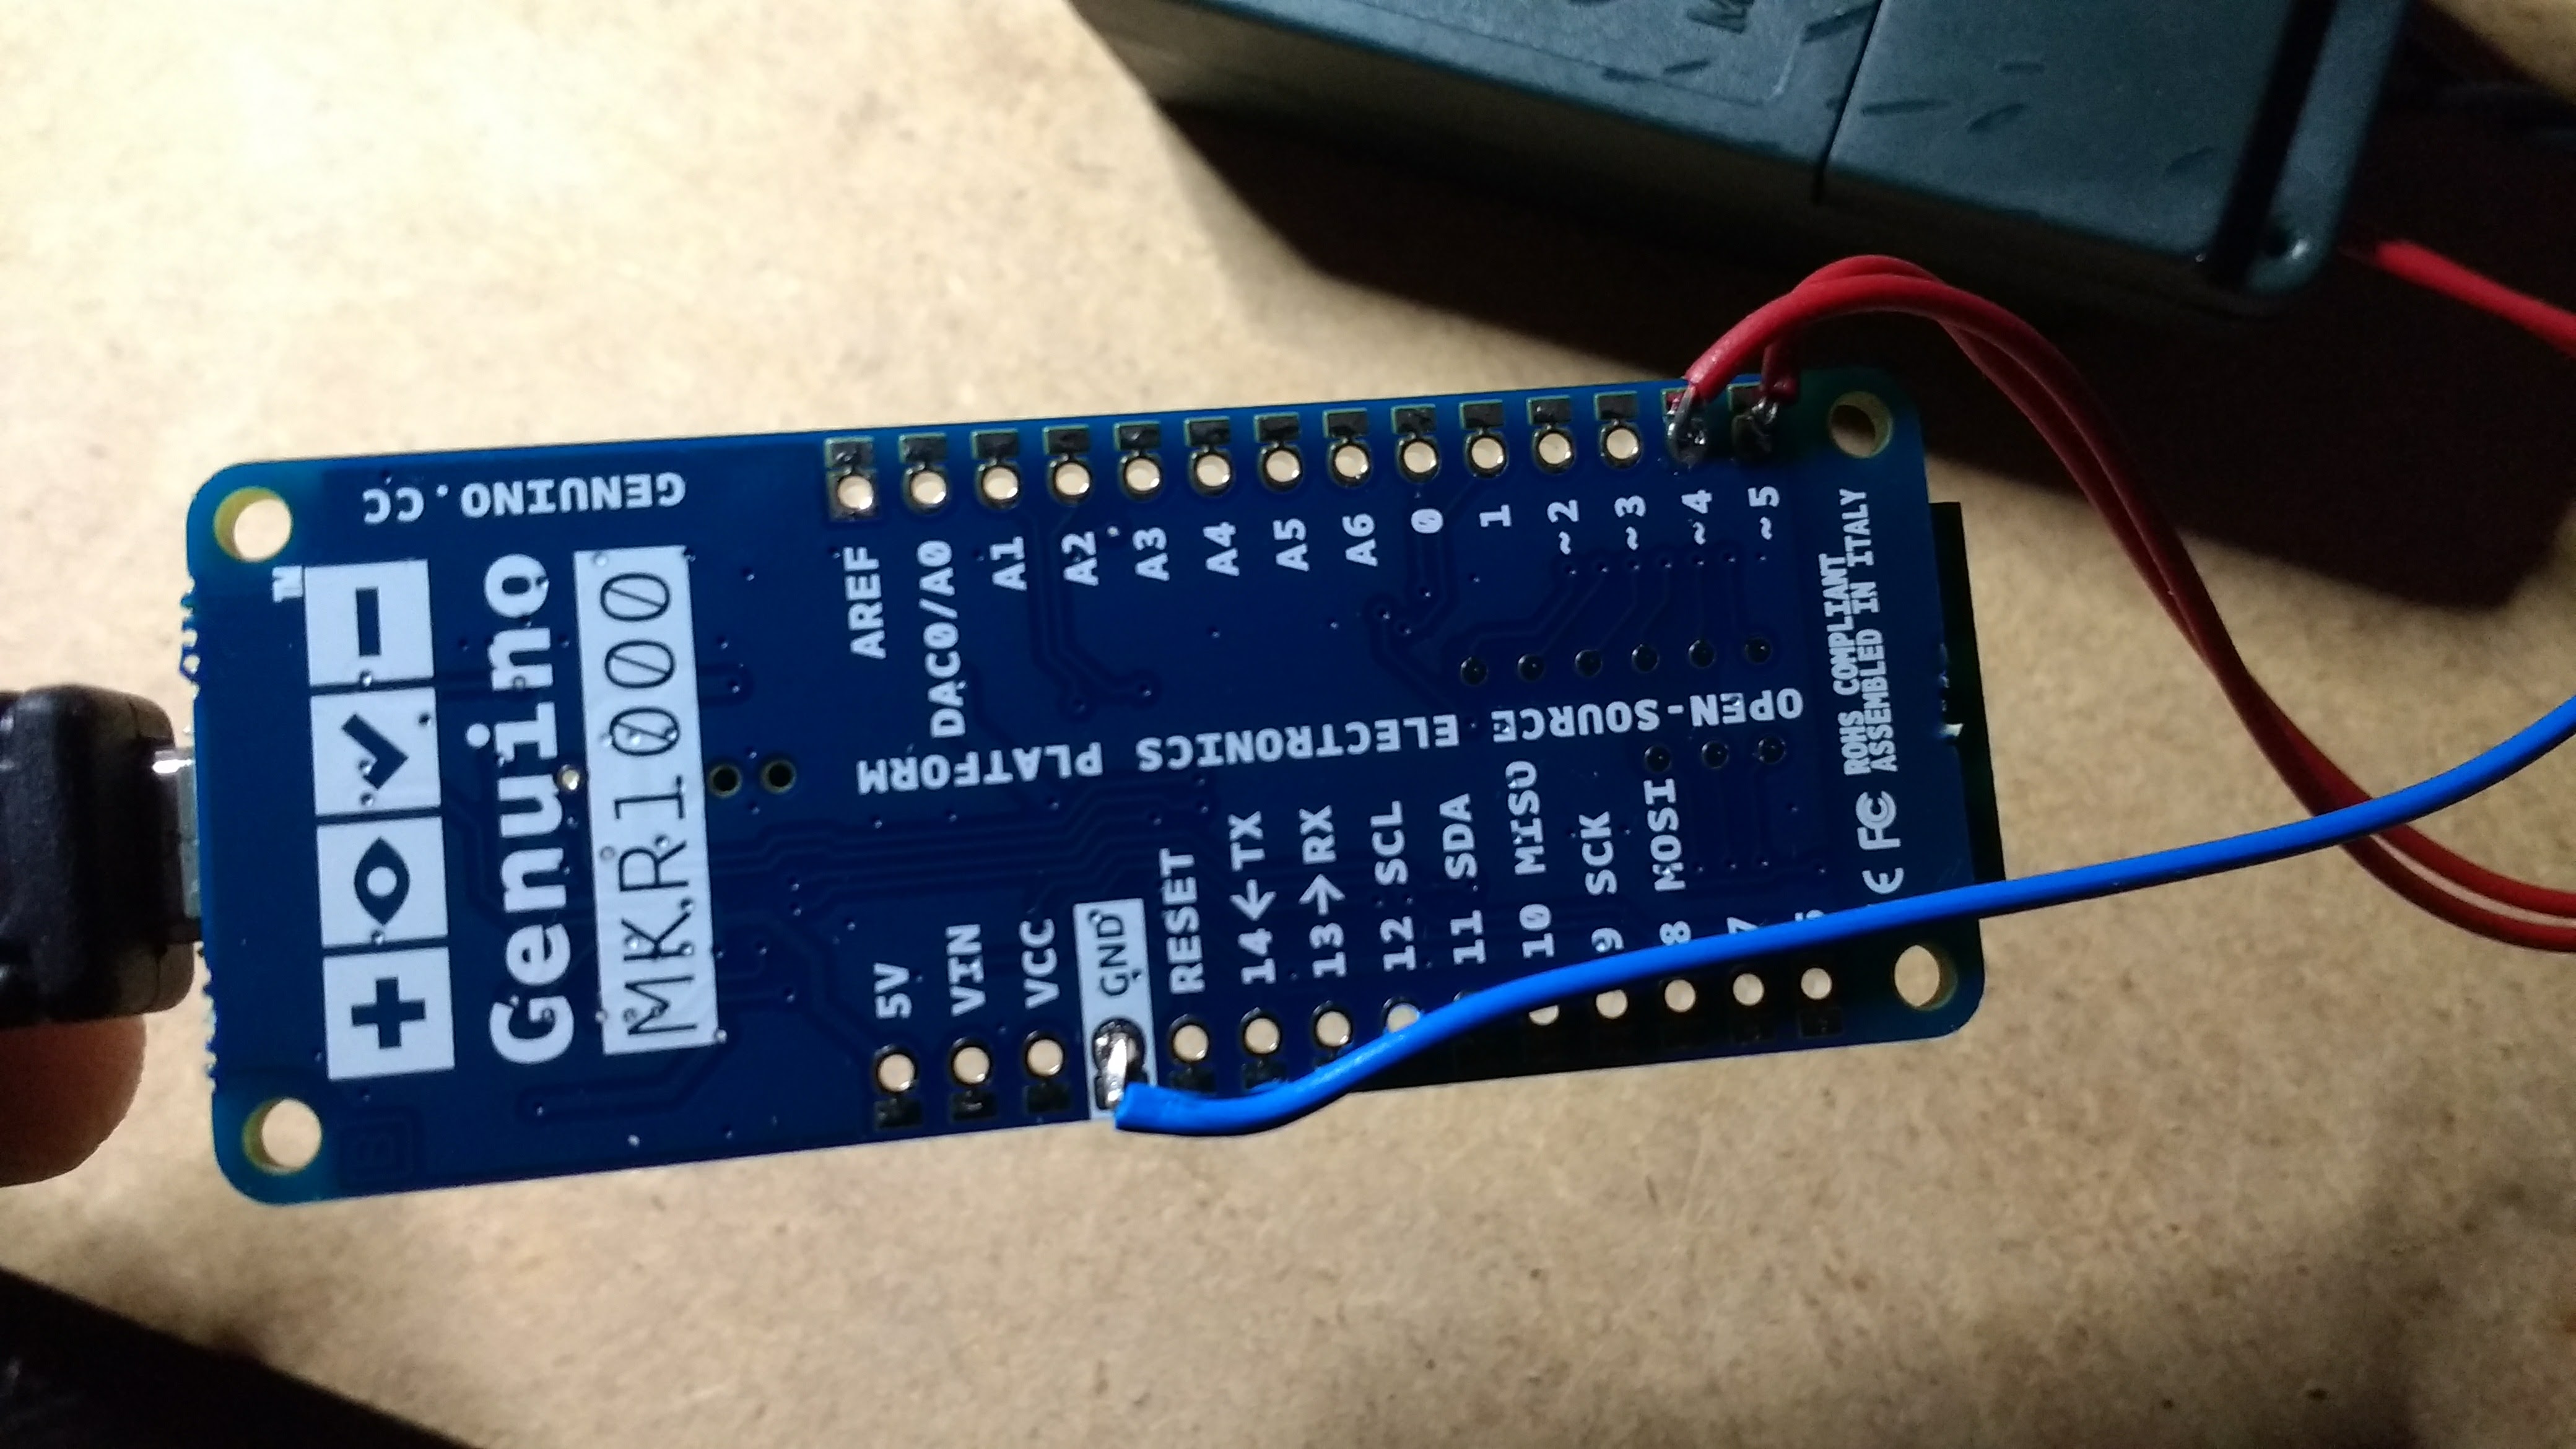 GENUINO.CC
TM
Genuino
MKR1000
AREF
DAC0/A0
A1
A2
A3
A4
A5
A6
0
1
~2
~3
~4
~5
OPEN-SOURCE ELECTRONICS PLATFORM
5V
VIN
VCC
GND
RESET
14←TX
13→RX
12 SCL
11 SDA
10 MISO
9 SCK
8 MOSI
7
ROHS COMPLIANT
ASSEMBLED IN ITALY
FC